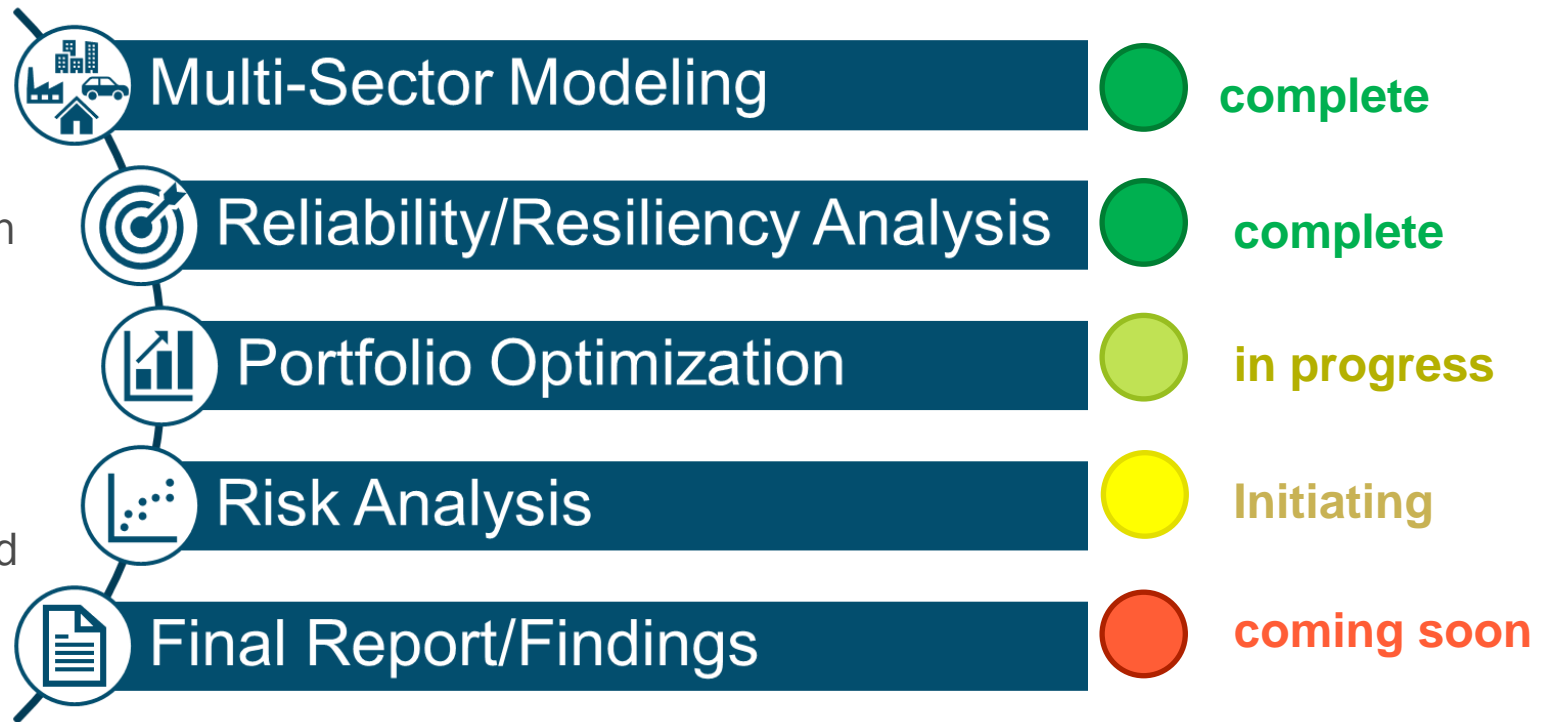 Multi-Sector Modeling complete
n
Reliability/Resiliency Analysis complete
Portfolio Optimization in progress
Risk Analysis Initiating
d
Final Report/Findings coming soon